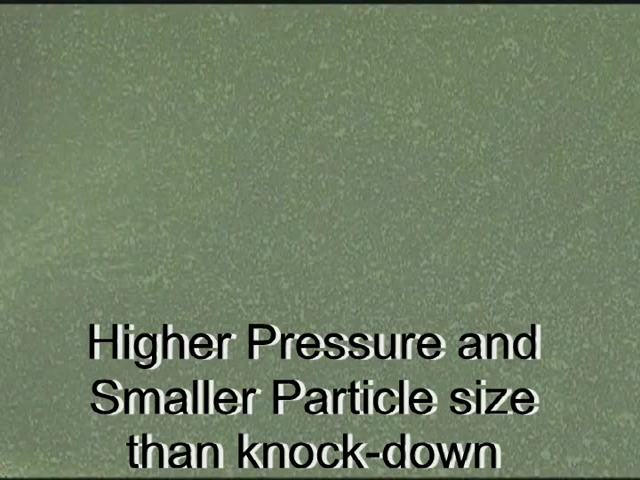 Higher Pressure and
Smaller Particle size
than knock-down